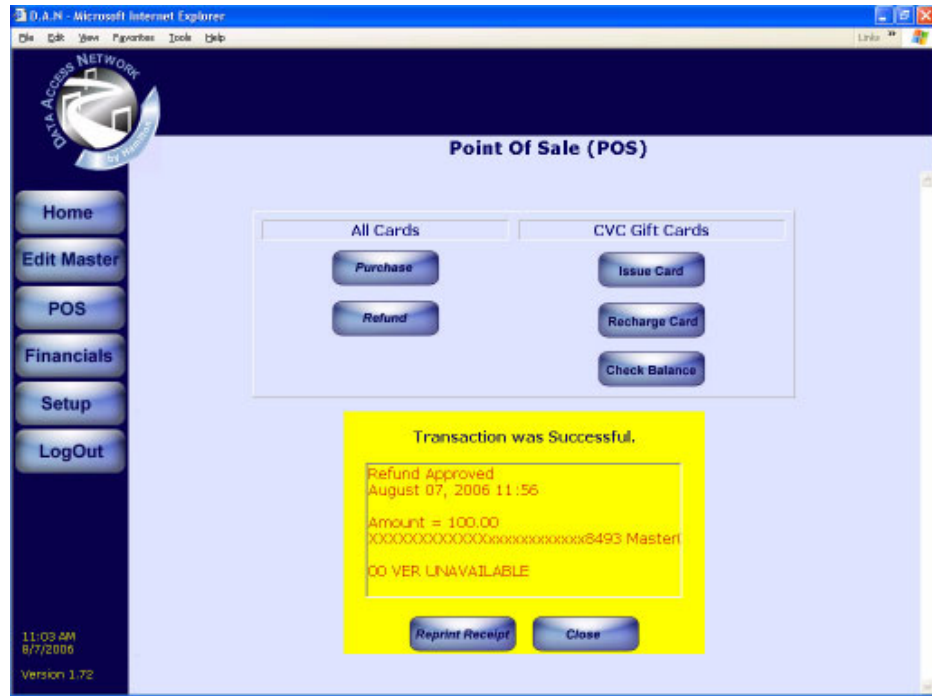 D.A.N - Microsoft Internet Explorer
File Edit View Favorites Tools Help
Links »
DATA ACCESS NETWORK
by Hamilton
Point Of Sale (POS)
Home
Edit Master
POS
Financials
Setup
LogOut
All Cards
CVC Gift Cards
Purchase
Issue Card
Refund
Recharge Card
Check Balance
Transaction was Successful.
Refund Approved
August 07, 2006 11:56
Amount = 100.00
XXXXXXXXXXXXXxxxxxxxxxxxx8493 Master
00 VER UNAVAILABLE
Reprint Receipt
Close
11:03 AM
8/7/2006
Version 1.72